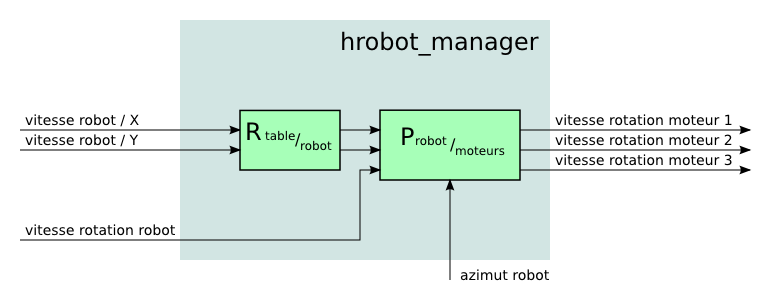 hrobot_manager
vitesse robot / X
vitesse robot / Y
R table/robot
P robot/moteurs
vitesse rotation moteur 1
vitesse rotation moteur 2
vitesse rotation moteur 3
vitesse rotation robot
azimut robot